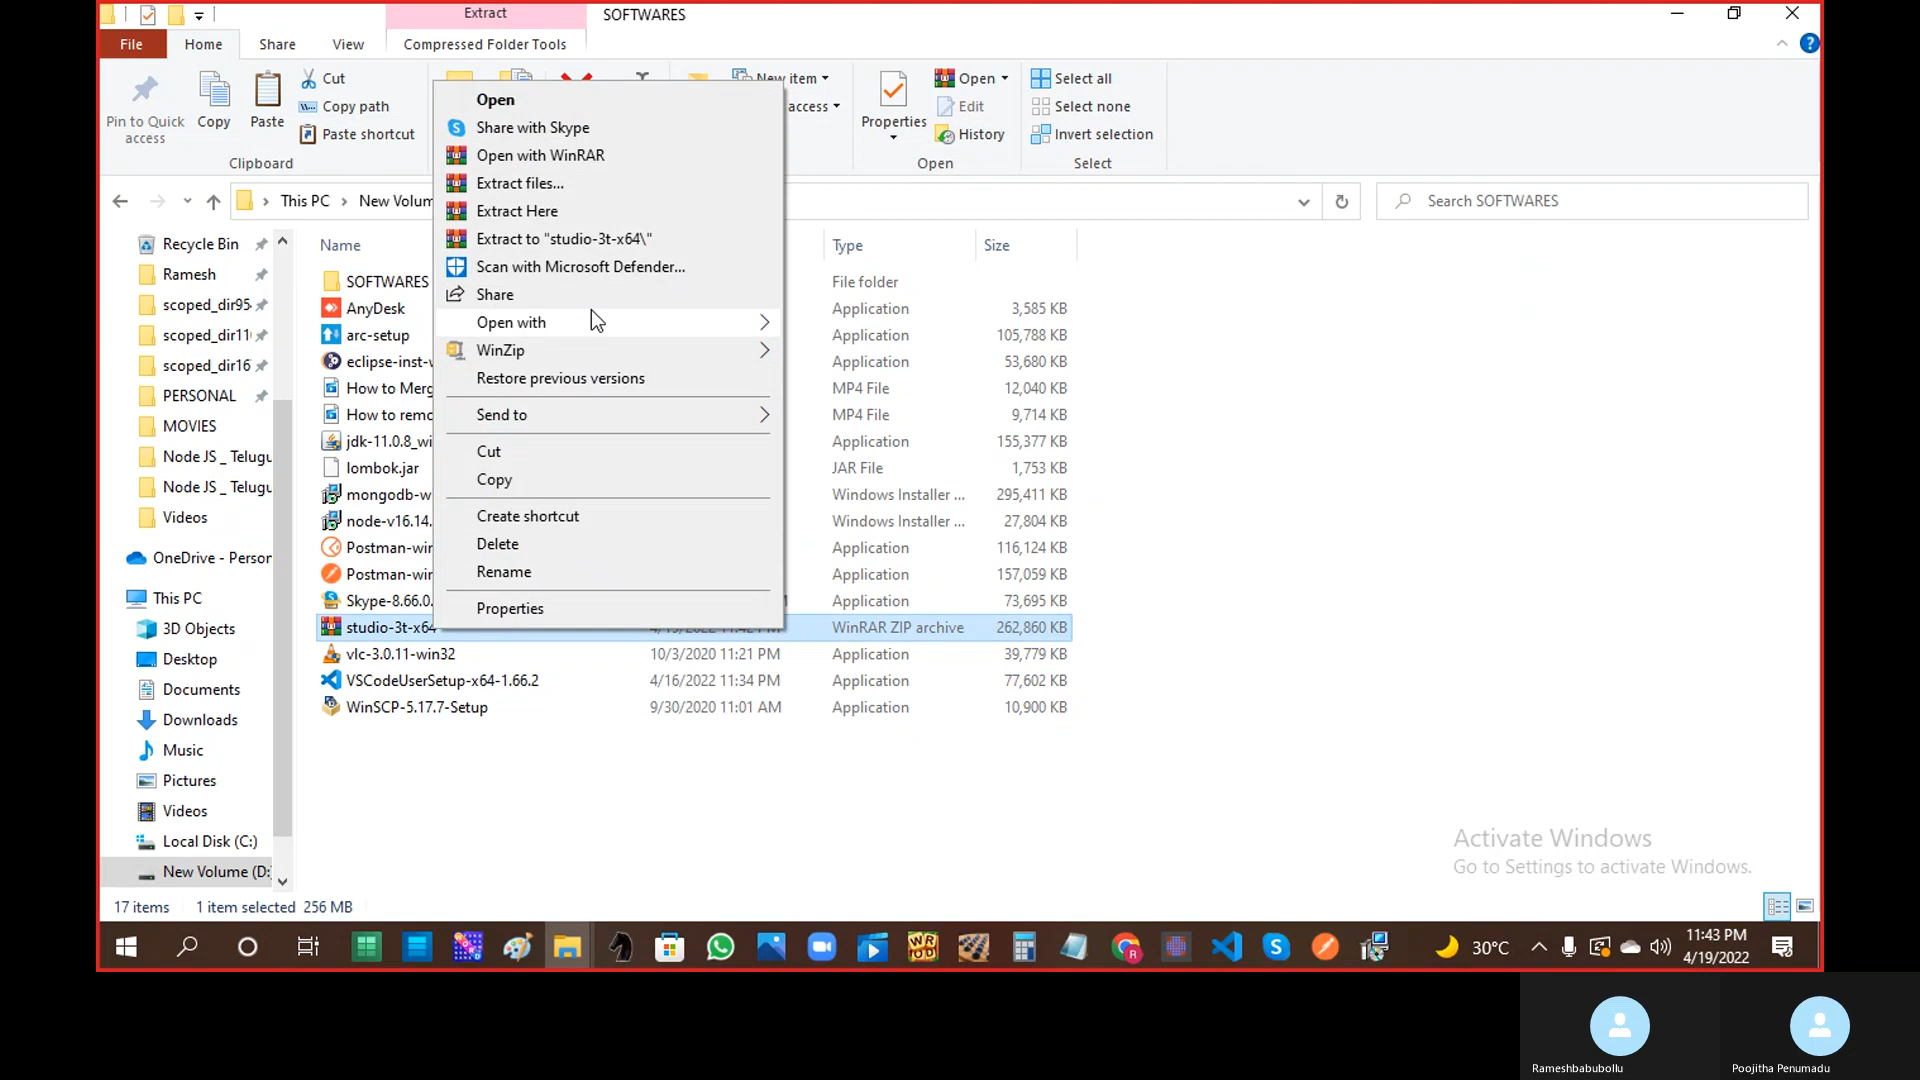 Extract
SOFTWARES
File
Home
Share
View
Compressed Folder Tools
Pin to Quick
access
Copy
Paste
Cut
Copy path
Paste shortcut
Clipboard
New item
access
Properties
Open
Edit
History
Open
Select all
Select none
Invert selection
Select
This PC
New Volum
Search SOFTWARES
Open
Share with Skype
Open with WinRAR
Extract files...
Extract Here
Extract to "studio-3t-x64\"
Scan with Microsoft Defender...
Share
Open with
WinZip
Restore previous versions
Send to
Cut
Copy
Create shortcut
Delete
Rename
Properties
Recycle Bin
Ramesh
scoped_dir95
scoped_dir11
scoped_dir16
PERSONAL
MOVIES
Node JS _ Telugu
Node JS _ Telugu
Videos
OneDrive - Person
This PC
3D Objects
Desktop
Documents
Downloads
Music
Pictures
Videos
Local Disk (C:)
New Volume (D:
Name Type Size
SOFTWARES File folder
AnyDesk Application 3,585 KB
arc-setup Application 105,788 KB
eclipse-inst- Application 53,680 KB
How to Merg MP4 File 12,040 KB
How to remo MP4 File 9,714 KB
jdk-11.0.8_wi Application 155,377 KB
lombok.jar JAR File 1,753 KB
mongodb-w Windows Installer ... 295,411 KB
node-v16.14. Windows Installer ... 27,804 KB
Postman-win Application 116,124 KB
Postman-win Application 157,059 KB
Skype-8.66.0. Application 73,695 KB
studio-3t-x64 WinRAR ZIP archive 262,860 KB
vlc-3.0.11-win32 10/3/2020 11:21 PM Application 39,779 KB
VSCodeUserSetup-x64-1.66.2 4/16/2022 11:34 PM Application 77,602 KB
WinSCP-5.17.7-Setup 9/30/2020 11:01 AM Application 10,900 KB
Activate Windows
Go to Settings to activate Windows.
17 items 1 item selected 256 MB
30°C
11:43 PM
4/19/2022
Rameshbabubollu
Poojitha Penumadu